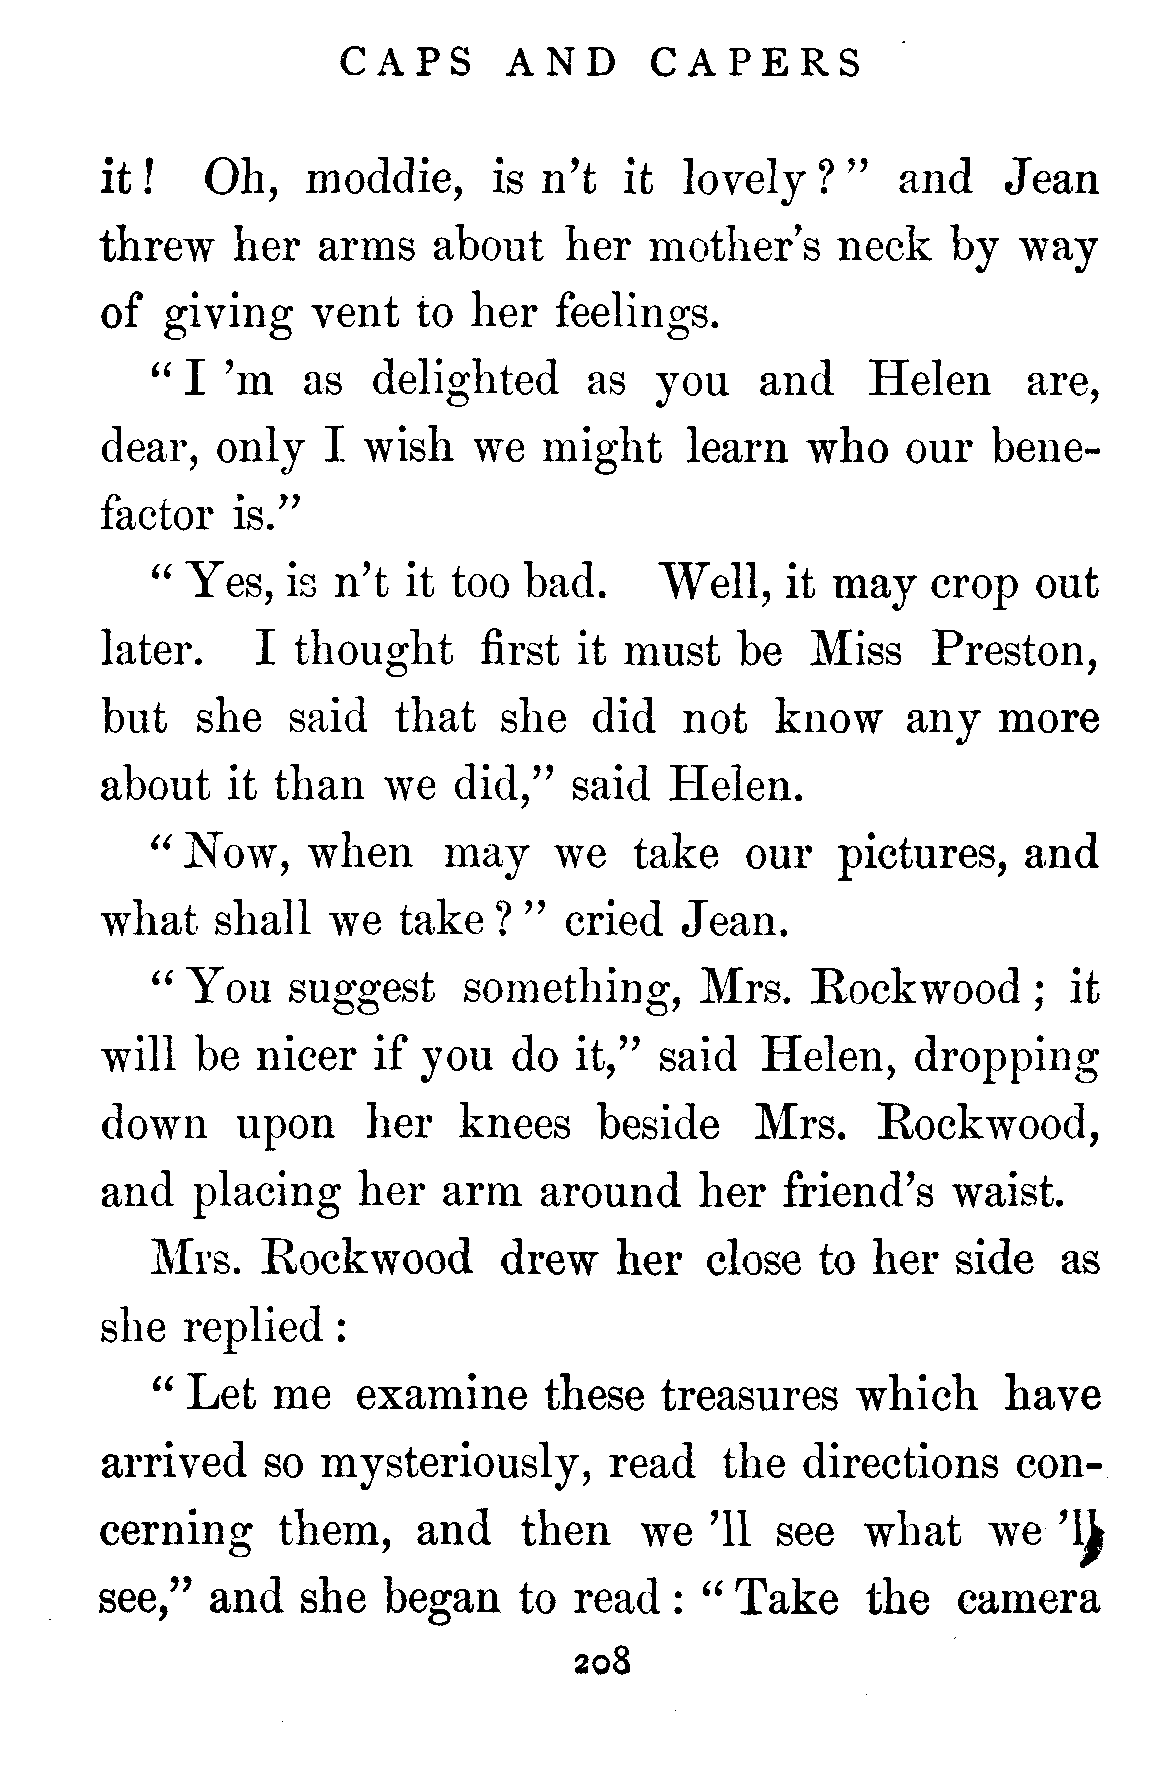 CAPS AND CAPERS
it! Oh, moddie, is n't it lovely?" and Jean
threw her arms about her mother's neck by way
of giving vent to her feelings.
"I 'm as delighted as you and Helen are,
dear, only I wish we might learn who our bene-
factor is."
"Yes, is n't it too bad. Well, it may crop out
later. I thought first it must be Miss Preston,
but she said that she did not know any more
about it than we did," said Helen.
"Now, when may we take our pictures, and
what shall we take?" cried Jean.
"You suggest something, Mrs. Rockwood; it
will be nicer if you do it," said Helen, dropping
down upon her knees beside Mrs. Rockwood,
and placing her arm around her friend's waist.
Mrs. Rockwood drew her close to her side as
she replied:
"Let me examine these treasures which have
arrived so mysteriously, read the directions con-
cerning them, and then we 'll see what we 'll
see," and she began to read: "Take the camera
208